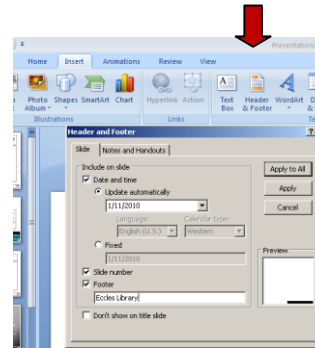 Presentation
Home Insert Animations Review View
Photo Album Shapes SmartArt Chart Hyperlink Action Text Box Header & Footer WordArt
Illustrations Links
Header and Footer ?
Slide Notes and Handouts
Include on slide
Date and time
Update automatically
1/11/2010
Language: Calendar type:
English (U.S.) Western
Fixed
1/11/2010
Slide number
Footer
Eccles Library
Don't show on title slide
Apply to All
Apply
Cancel
Preview